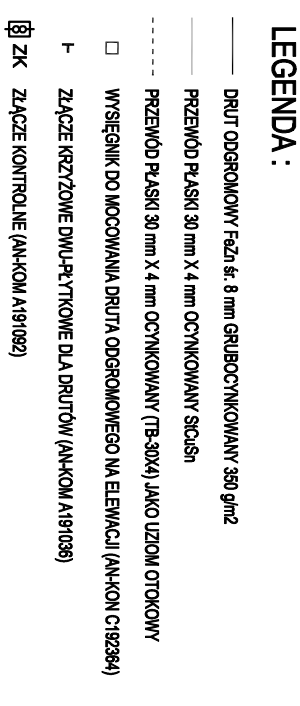 LEGENDA :
DRUT ODGROMOWY FeZn śr. 8 mm GRUBOCYNKOWANY 350 g/m2
PRZEWÓD PŁASKI 30 mm X 4 mm OCYNKOWANY StCuSn
PRZEWÓD PŁASKI 30 mm X 4 mm OCYNKOWANY (TB-30X4) JAKO UZIOM OTOKOWY
WYSIĘGNIK DO MOCOWANIA DRUTA ODGROMOWEGO NA ELEWACJI (AN-KON C192364)
ZŁĄCZE KRZYŻOWE DWU-PŁYTKOWE DLA DRUTÓW (AN-KOM A191036)
8 ZK ZŁĄCZE KONTROLNE (AN-KOM A191092)